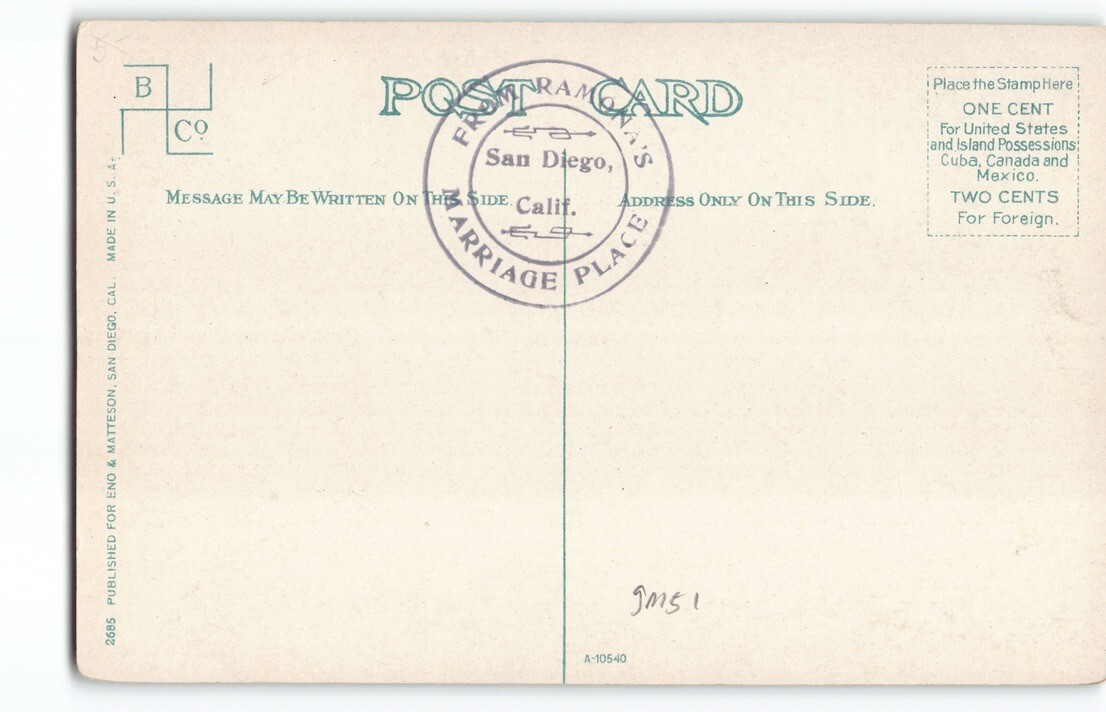 B
Co.
POST CARD
FROM RAMONA'S
San Diego,
Calif.
MARRIAGE PLACE
MESSAGE MAY BE WRITTEN ON THIS SIDE.
ADDRESS ONLY ON THIS SIDE.
Place the Stamp Here
ONE CENT
For United States
and Island Possessions
Cuba, Canada and
Mexico.
TWO CENTS
For Foreign.
2685 PUBLISHED FOR ENO & MATTESON, SAN DIEGO, CAL. MADE IN U. S. A.
A-10540